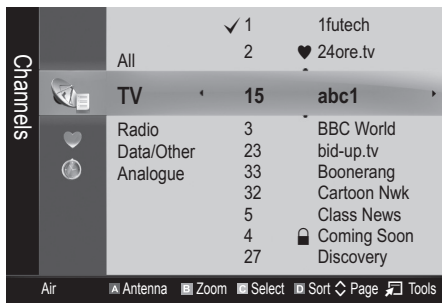 Channels
1 1futech
All 2 24ore.tv
TV 15 abc1
Radio 3 BBC World
Data/Other 23 bid-up.tv
Analogue 33 Boonerang
32 Cartoon Nwk
5 Class News
4 Coming Soon
27 Discovery
Air A Antenna B Zoom C Select D Sort Page Tools